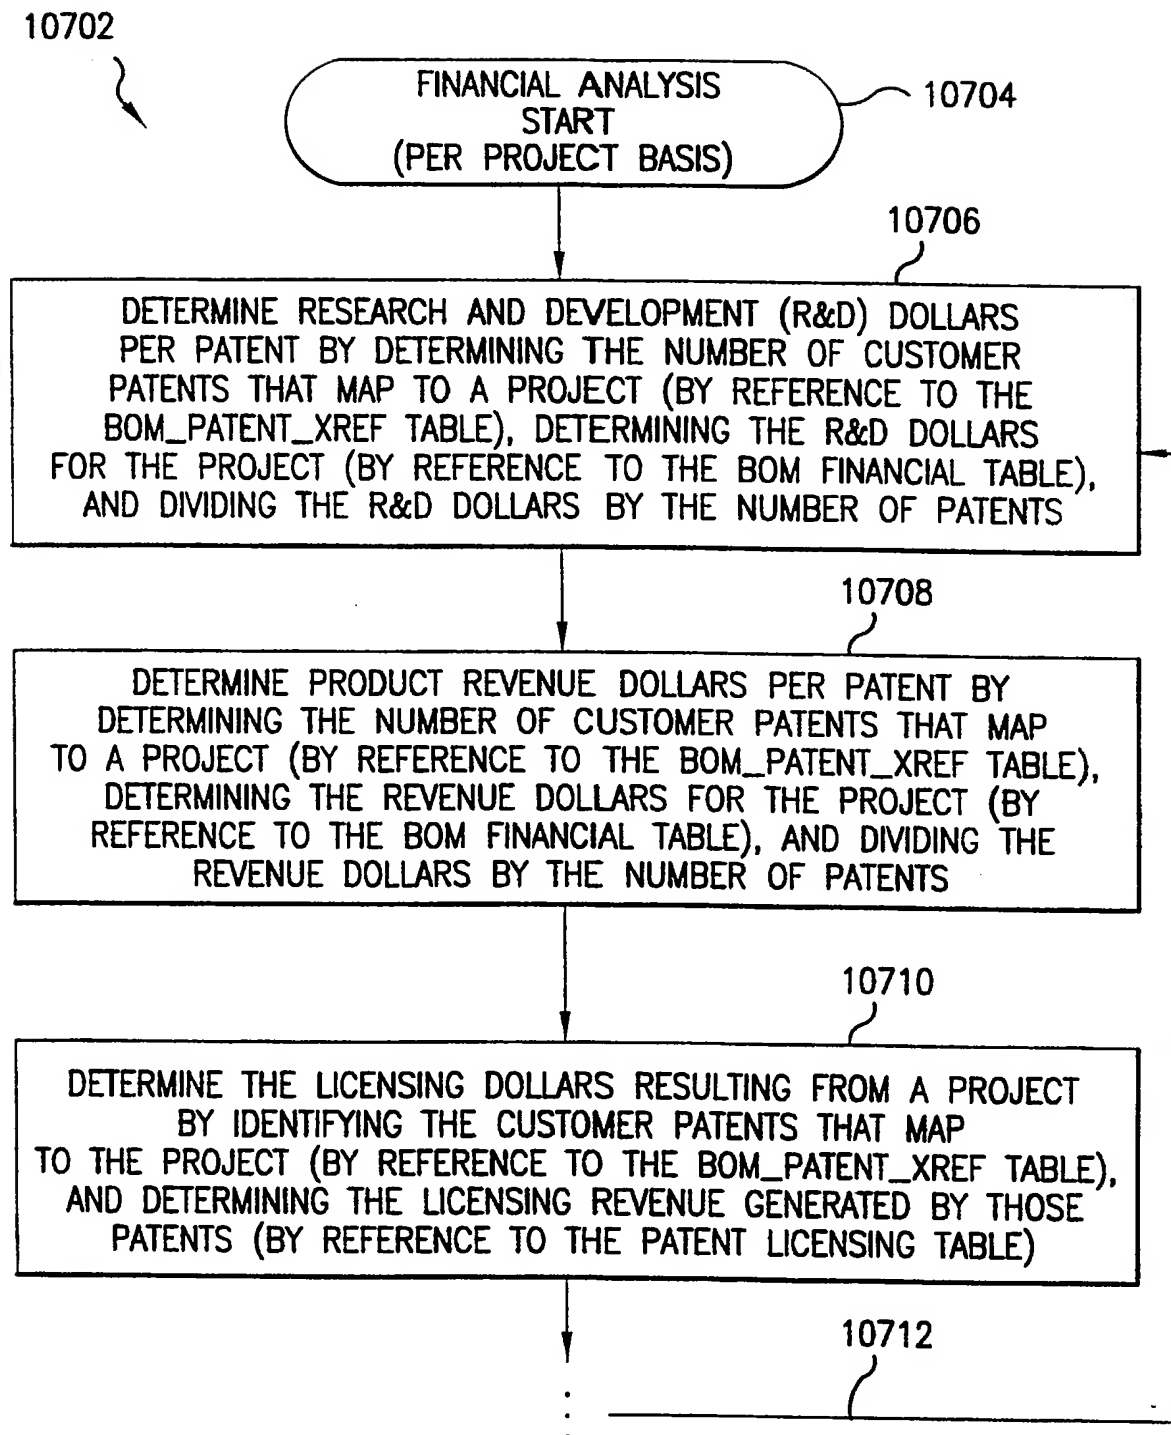 10702
FINANCIAL ANALYSIS
START
(PER PROJECT BASIS)
10704
10706
DETERMINE RESEARCH AND DEVELOPMENT (R&D) DOLLARS
PER PATENT BY DETERMINING THE NUMBER OF CUSTOMER
PATENTS THAT MAP TO A PROJECT (BY REFERENCE TO THE
BOM_PATENT_XREF TABLE), DETERMINING THE R&D DOLLARS
FOR THE PROJECT (BY REFERENCE TO THE BOM FINANCIAL TABLE),
AND DIVIDING THE R&D DOLLARS BY THE NUMBER OF PATENTS
10708
DETERMINE PRODUCT REVENUE DOLLARS PER PATENT BY
DETERMINING THE NUMBER OF CUSTOMER PATENTS THAT MAP
TO A PROJECT (BY REFERENCE TO THE BOM_PATENT_XREF TABLE),
DETERMINING THE REVENUE DOLLARS FOR THE PROJECT (BY
REFERENCE TO THE BOM FINANCIAL TABLE), AND DIVIDING THE
REVENUE DOLLARS BY THE NUMBER OF PATENTS
10710
DETERMINE THE LICENSING DOLLARS RESULTING FROM A PROJECT
BY IDENTIFYING THE CUSTOMER PATENTS THAT MAP
TO THE PROJECT (BY REFERENCE TO THE BOM_PATENT_XREF TABLE),
AND DETERMINING THE LICENSING REVENUE GENERATED BY THOSE
PATENTS (BY REFERENCE TO THE PATENT LICENSING TABLE)
10712